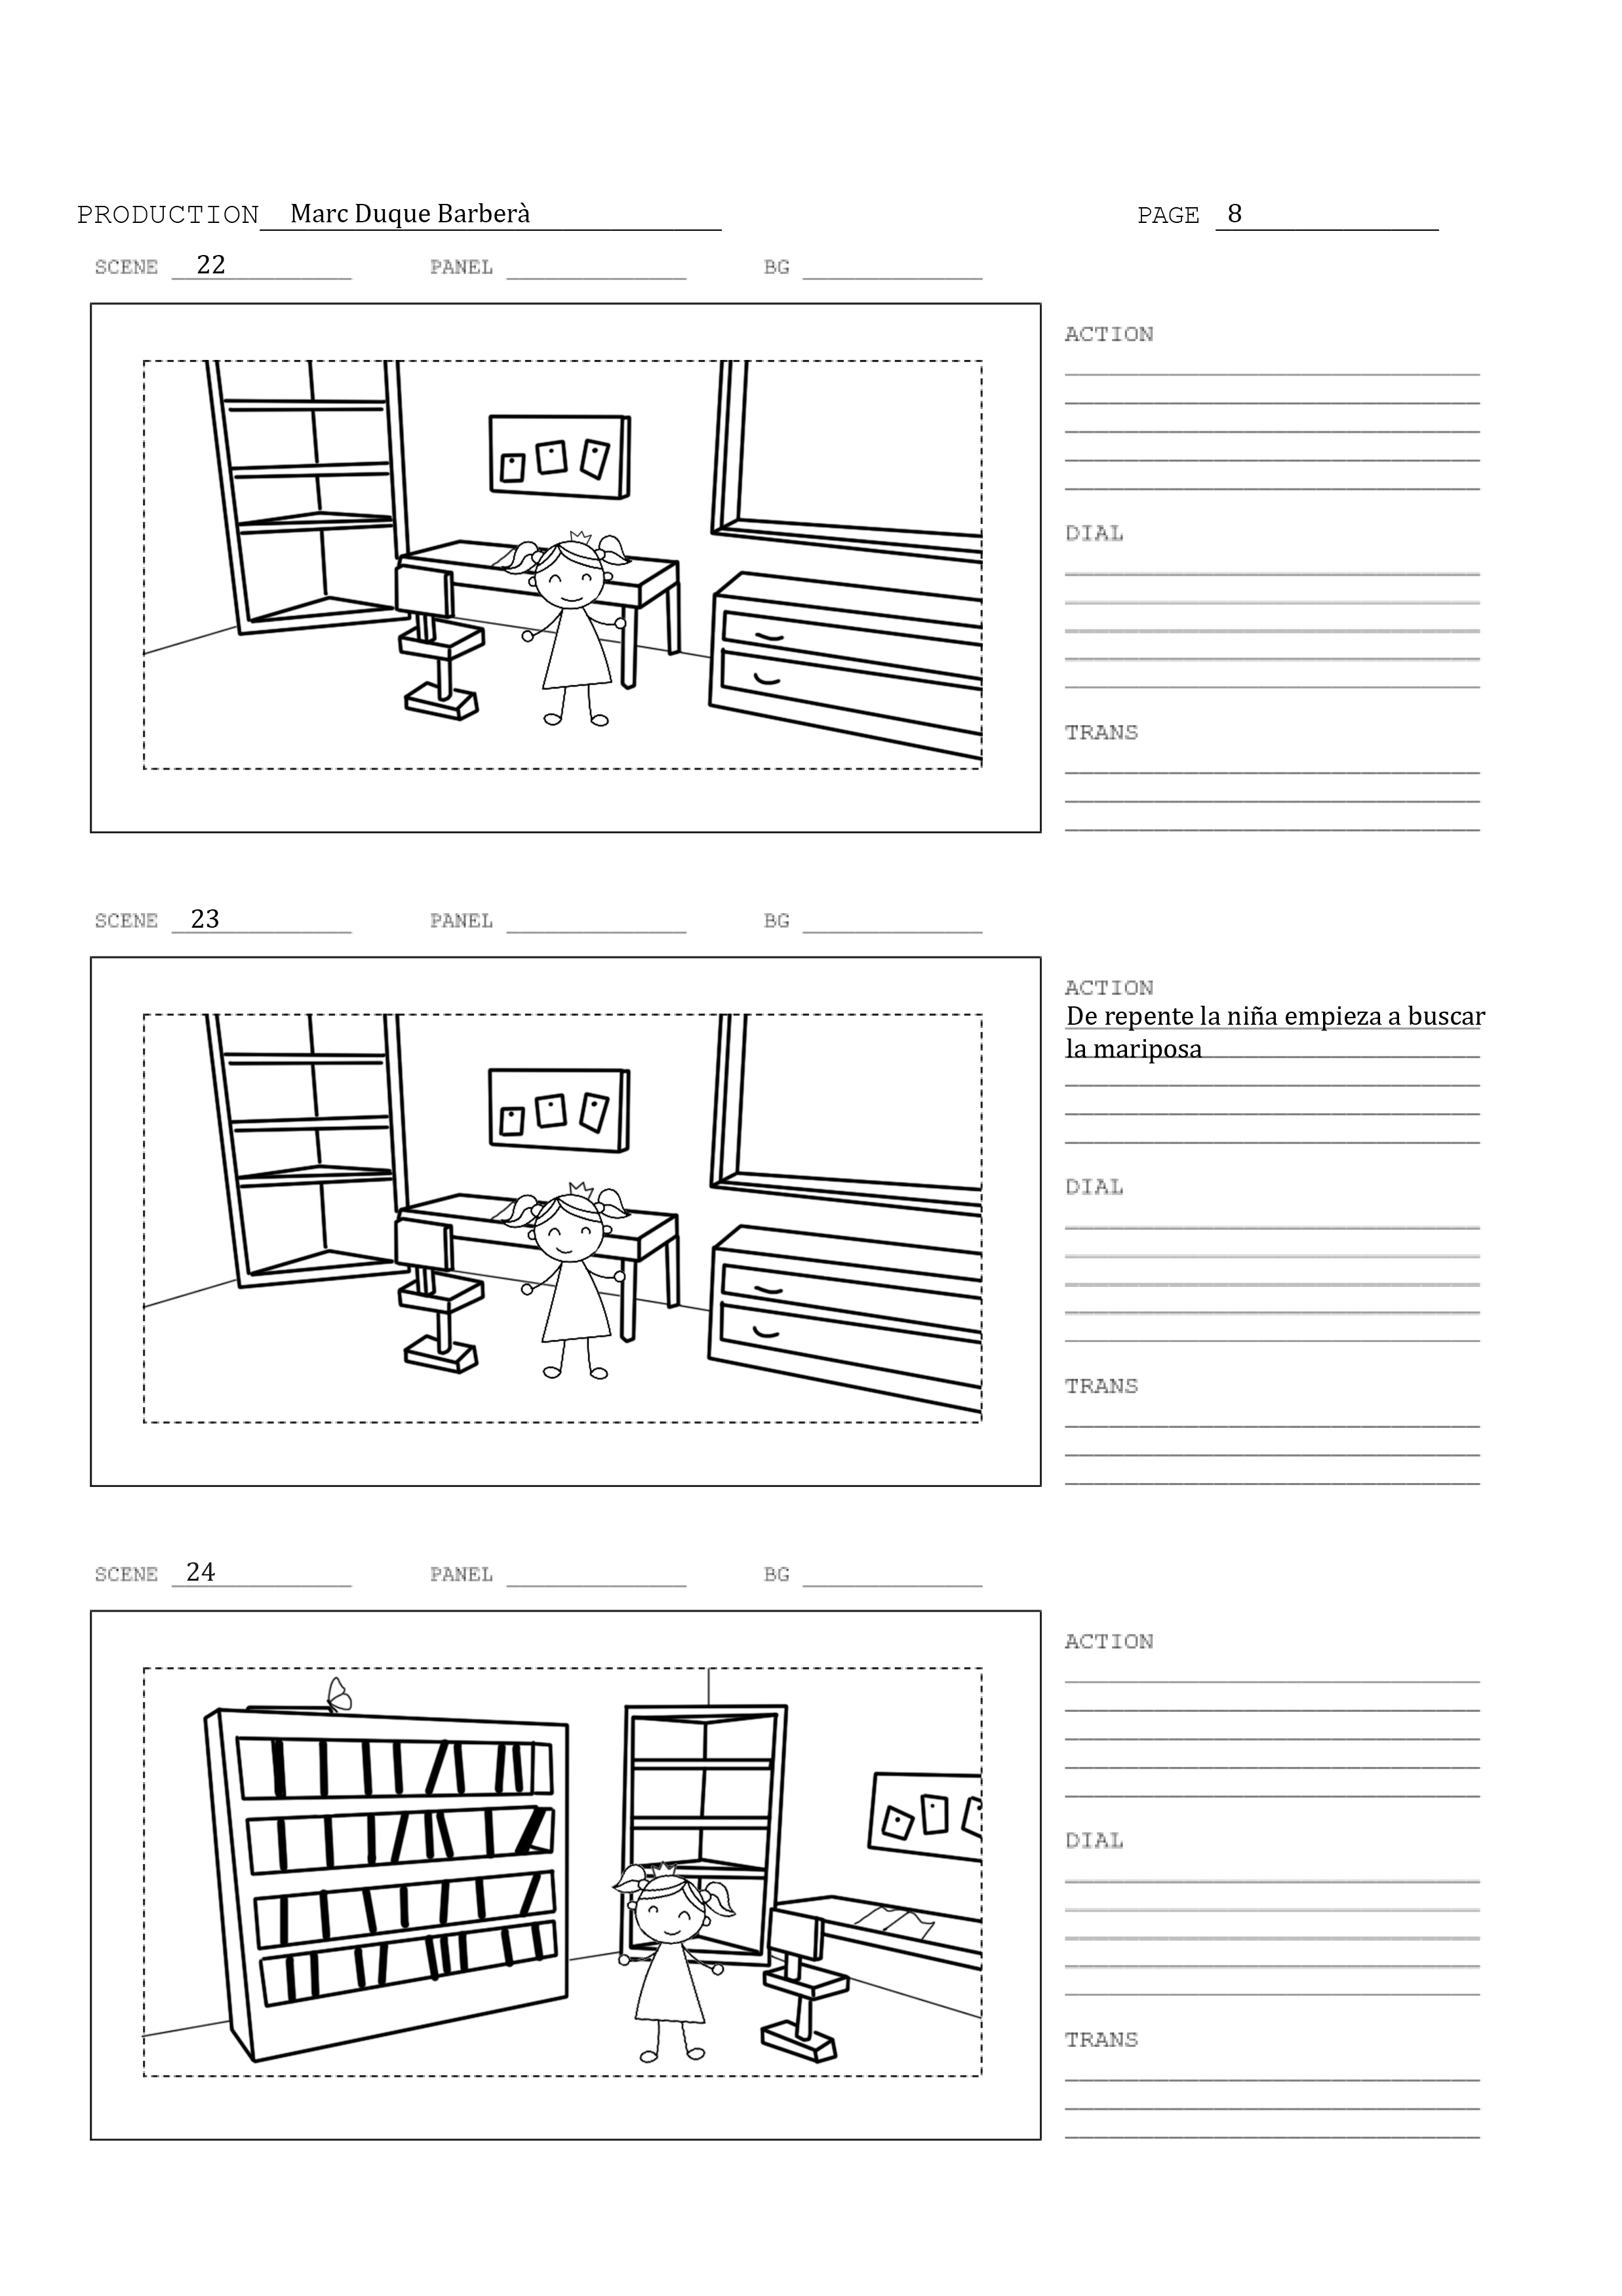 PRODUCTION Marc Duque Barberà PAGE 8
SCENE 22 PANEL BG
ACTION
DIAL
TRANS
SCENE 23 PANEL BG
ACTION
De repente la niña empieza a buscar
la mariposa
DIAL
TRANS
SCENE 24 PANEL BG
ACTION
DIAL
TRANS